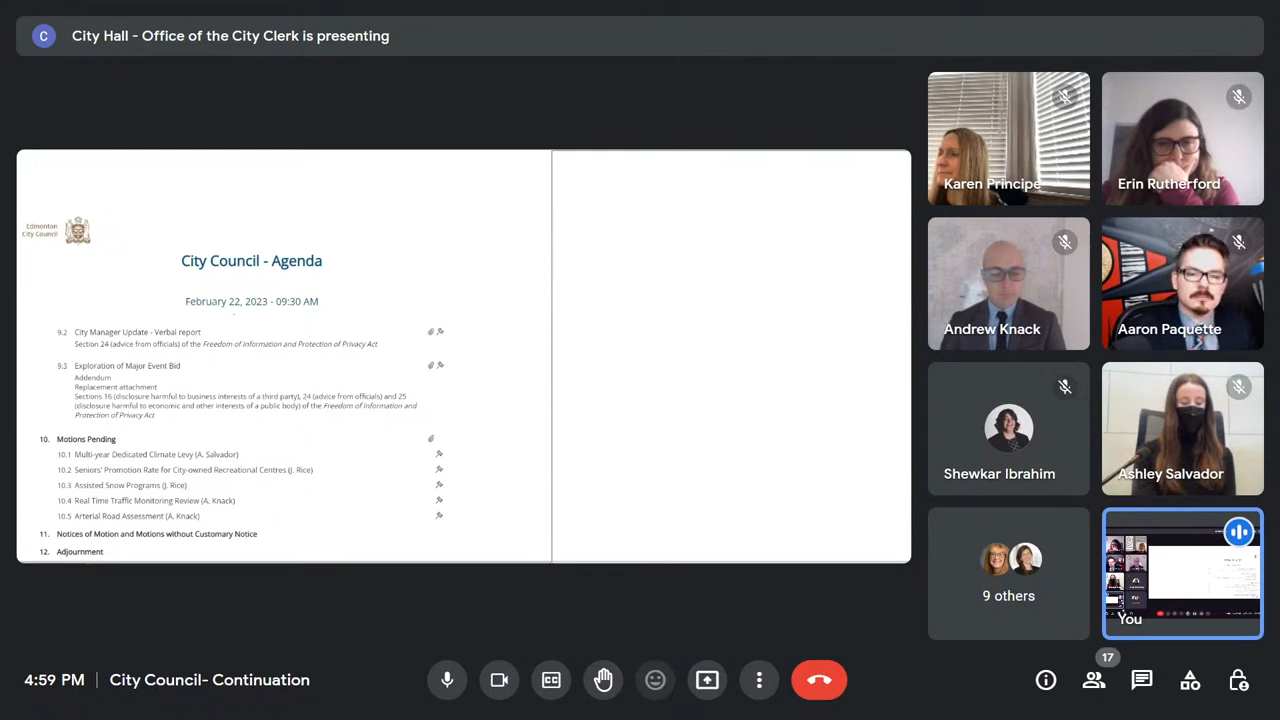 C
City Hall - Office of the City Clerk is presenting
Edmonton
City Council
City Council - Agenda
February 22, 2023 - 09:30 AM
9.2 City Manager Update - Verbal report
Section 24 (advice from officials) of the Freedom of Information and Protection of Privacy Act
9.3 Exploration of Major Event Bid
Addendum
Replacement attachment
Sections 16 (disclosure harmful to business interests of a third party), 24 (advice from officials) and 25
(disclosure harmful to economic and other interests of a public body) of the Freedom of Information and
Protection of Privacy Act
10. Motions Pending
10.1 Multi-year Dedicated Climate Levy (A. Salvador)
10.2 Seniors' Promotion Rate for City-owned Recreational Centres (J. Rice)
10.3 Assisted Snow Programs (J. Rice)
10.4 Real Time Traffic Monitoring Review (A. Knack)
10.5 Arterial Road Assessment (A. Knack)
11. Notices of Motion and Motions without Customary Notice
12. Adjournment
Karen Principe
Erin Rutherford
Andrew Knack
Aaron Paquette
Shewkar Ibrahim
Ashley Salvador
9 others
You
4:59 PM | City Council- Continuation
17